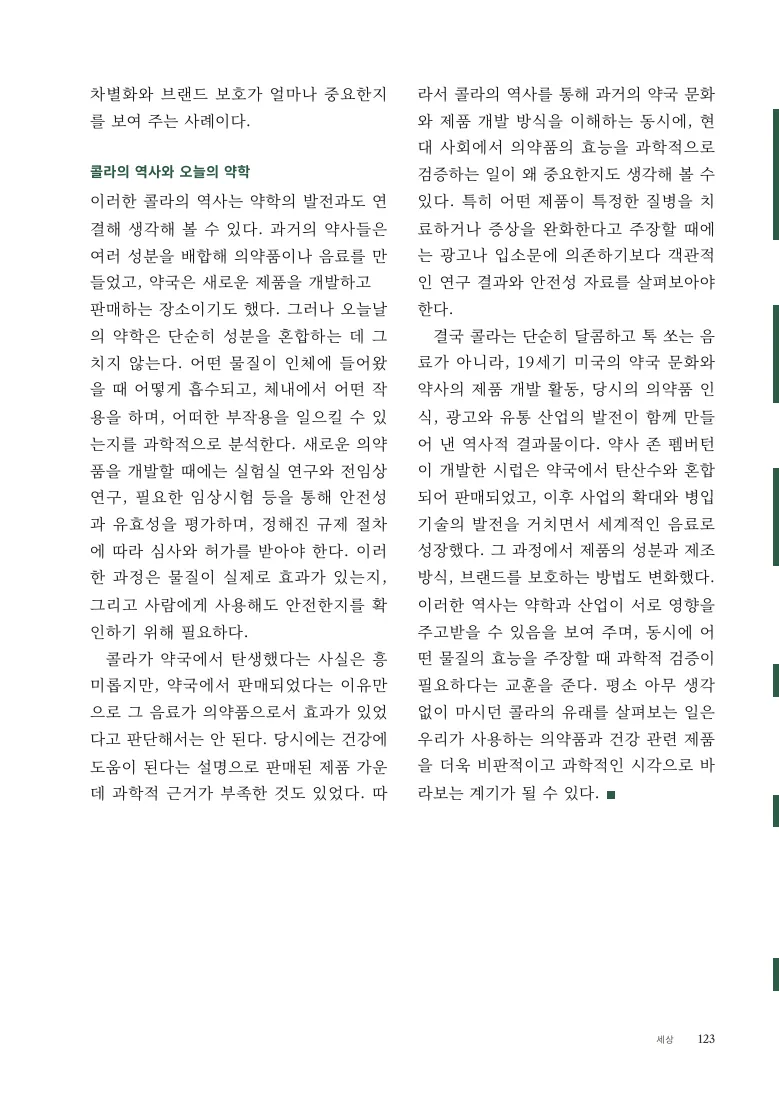 차별화와 브랜드 보호가 얼마나 중요한지
를 보여 주는 사례이다.
콜라의 역사와 오늘의 약학
이러한 콜라의 역사는 약학의 발전과도 연
결해 생각해 볼 수 있다. 과거의 약사들은
여러 성분을 배합해 의약품이나 음료를 만
들었고, 약국은 새로운 제품을 개발하고
판매하는 장소이기도 했다. 그러나 오늘날
의 약학은 단순히 성분을 혼합하는 데 그
치지 않는다. 어떤 물질이 인체에 들어왔
을 때 어떻게 흡수되고, 체내에서 어떤 작
용을 하며, 어떠한 부작용을 일으킬 수 있
는지를 과학적으로 분석한다. 새로운 의약
품을 개발할 때에는 실험실 연구와 전임상
연구, 필요한 임상시험 등을 통해 안전성
과 유효성을 평가하며, 정해진 규제 절차
에 따라 심사와 허가를 받아야 한다. 이러
한 과정은 물질이 실제로 효과가 있는지,
그리고 사람에게 사용해도 안전한지를 확
인하기 위해 필요하다.
콜라가 약국에서 탄생했다는 사실은 흥
미롭지만, 약국에서 판매되었다는 이유만
으로 그 음료가 의약품으로서 효과가 있었
다고 판단해서는 안 된다. 당시에는 건강에
도움이 된다는 설명으로 판매된 제품 가운
데 과학적 근거가 부족한 것도 있었다. 따
라서 콜라의 역사를 통해 과거의 약국 문화
와 제품 개발 방식을 이해하는 동시에, 현
대 사회에서 의약품의 효능을 과학적으로
검증하는 일이 왜 중요한지도 생각해 볼 수
있다. 특히 어떤 제품이 특정한 질병을 치
료하거나 증상을 완화한다고 주장할 때에
는 광고나 입소문에 의존하기보다 객관적
인 연구 결과와 안전성 자료를 살펴보아야
한다.
결국 콜라는 단순히 달콤하고 톡 쏘는 음
료가 아니라, 19세기 미국의 약국 문화와
약사의 제품 개발 활동, 당시의 의약품 인
식, 광고와 유통 산업의 발전이 함께 만들
어 낸 역사적 결과물이다. 약사 존 펨버턴
이 개발한 시럽은 약국에서 탄산수와 혼합
되어 판매되었고, 이후 사업의 확대와 병입
기술의 발전을 거치면서 세계적인 음료로
성장했다. 그 과정에서 제품의 성분과 제조
방식, 브랜드를 보호하는 방법도 변화했다.
이러한 역사는 약학과 산업이 서로 영향을
주고받을 수 있음을 보여 주며, 동시에 어
떤 물질의 효능을 주장할 때 과학적 검증이
필요하다는 교훈을 준다. 평소 아무 생각
없이 마시던 콜라의 유래를 살펴보는 일은
우리가 사용하는 의약품과 건강 관련 제품
을 더욱 비판적이고 과학적인 시각으로 바
라보는 계기가 될 수 있다. ■
세상 123